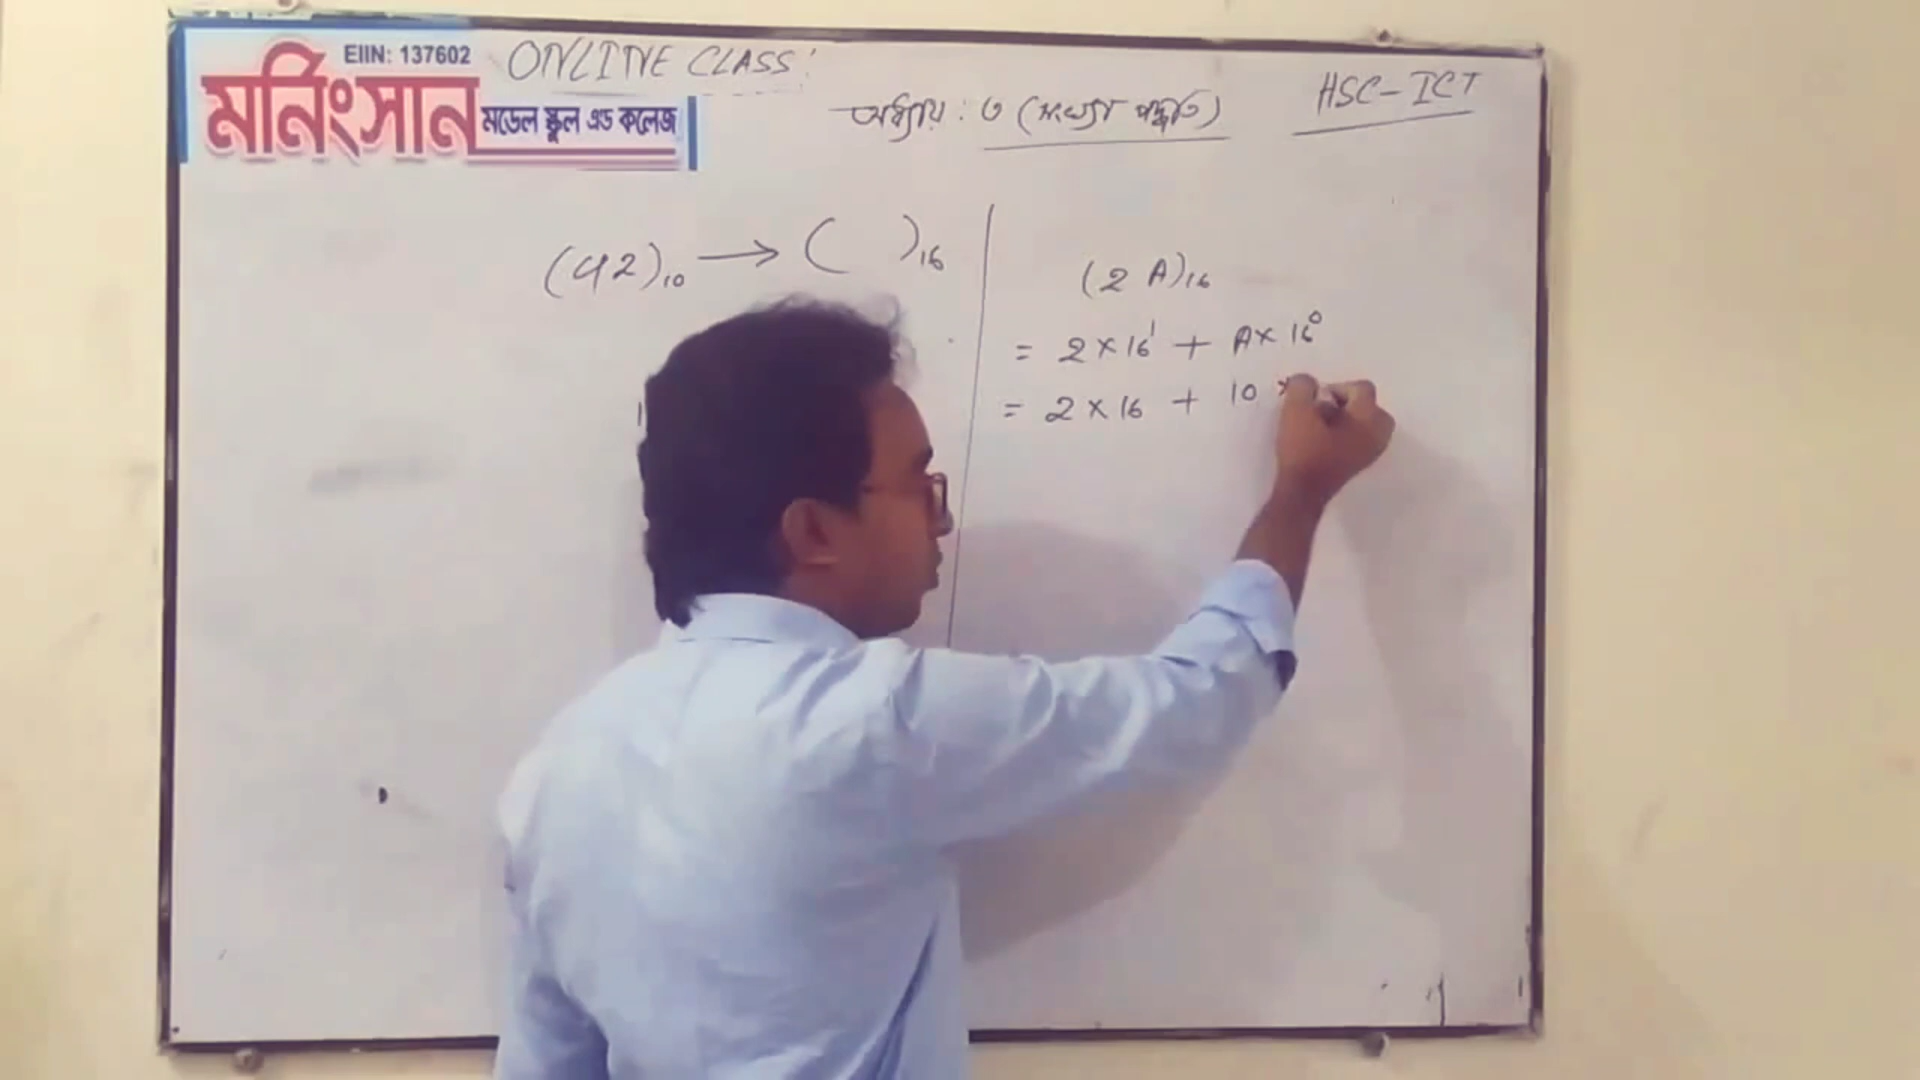 EIIN: 137602
মর্নিংসান মডেল স্কুল এন্ড কলেজ
ONLINE CLASS:
অধ্যায় : ৩ (সংখ্যা পদ্ধতি)
HSC-ICT
(42)₁₀ → ( )₁₆
(2 A)₁₆
= 2 × 16¹ + A × 16⁰
= 2 × 16 + 10 ×